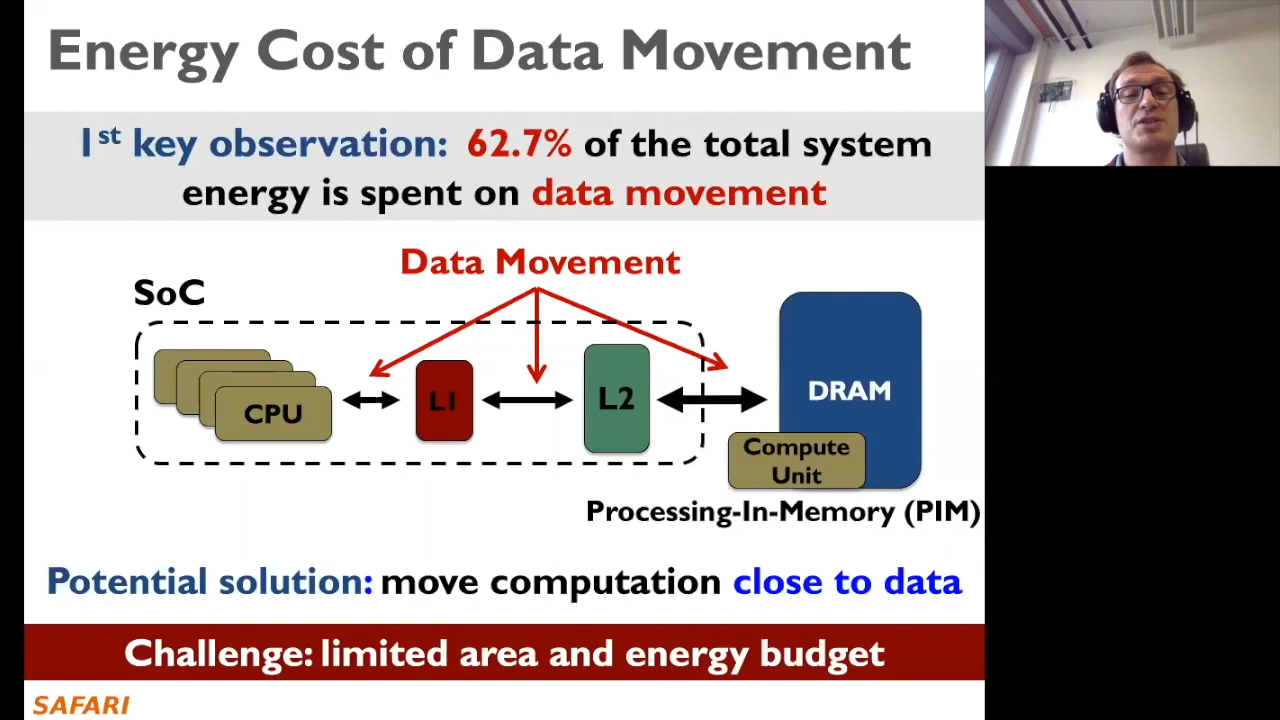 Energy Cost of Data Movement
1st key observation: 62.7% of the total system
energy is spent on data movement
Data Movement
SoC
CPU
L1
L2
DRAM
Compute
Unit
Processing-In-Memory (PIM)
Potential solution: move computation close to data
Challenge: limited area and energy budget
SAFARI